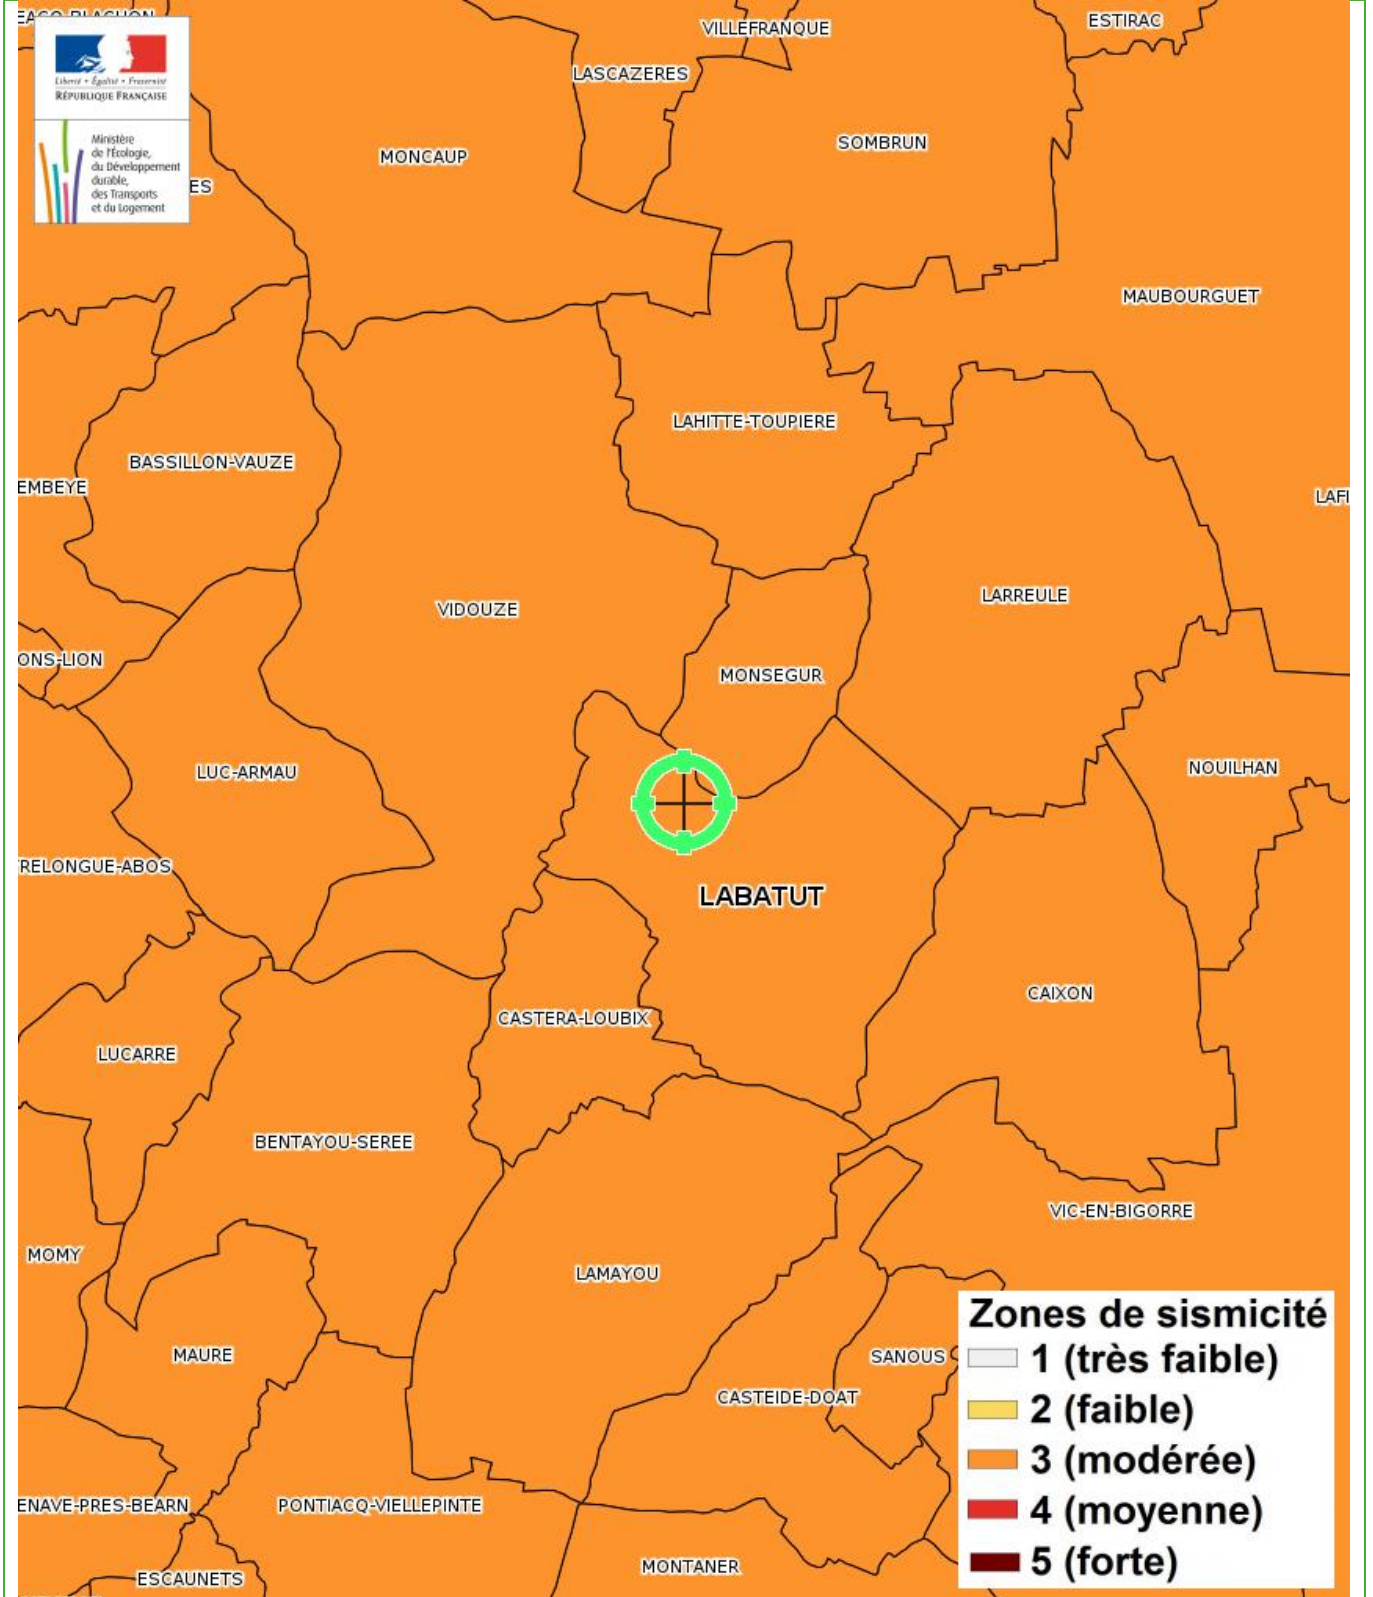 VILLEFRANQUE
ESTIRAC
LASCAZERES
Liberté • Égalité • Fraternité
RÉPUBLIQUE FRANÇAISE
Ministère
de l'Écologie,
du Développement
durable,
des Transports
et du Logement
SOMBRUN
MONCAUP
ES
MAUBOURGUET
LAHITTE-TOUPIERE
BASSILLON-VAUZE
EMBEYE
LAFI
LARREULE
VIDOUZE
ONS-LION
MONSEGUR
NOUILHAN
LUC-ARMAU
RELONGUE-ABOS
LABATUT
CAIXON
CASTERA-LOUBIX
LUCARRE
BENTAYOU-SEREE
VIC-EN-BIGORRE
MOMY
LAMAYOU
MAURE
SANOUS
CASTEIDE-DOAT
ENAVE-PRES-BEARN
PONTIACQ-VIELLEPINTE
MONTANER
ESCAUNETS
Zones de sismicité
1 (très faible)
2 (faible)
3 (modérée)
4 (moyenne)
5 (forte)